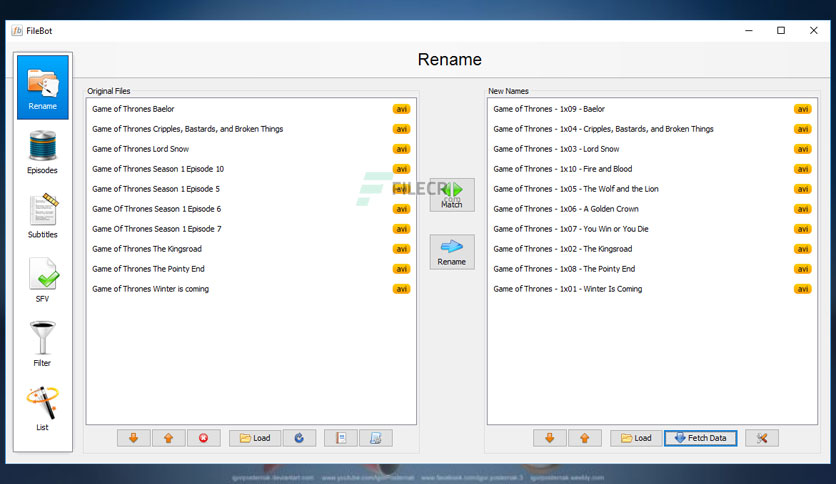 FileBot
Rename
Rename
Episodes
Subtitles
SFV
Filter
List
Original Files
Game of Thrones Baelor avi
Game of Thrones Cripples, Bastards, and Broken Things avi
Game of Thrones Lord Snow avi
Game of Thrones Season 1 Episode 10 avi
Game of Thrones Season 1 Episode 5 avi
Game Of Thrones Season 1 Episode 6 avi
Game Of Thrones Season 1 Episode 7 avi
Game of Thrones The Kingsroad avi
Game of Thrones The Pointy End avi
Game of Thrones Winter is coming avi
Load
FILECR
.com
Match
Rename
New Names
Game of Thrones - 1x09 - Baelor avi
Game of Thrones - 1x04 - Cripples, Bastards, and Broken Things avi
Game of Thrones - 1x03 - Lord Snow avi
Game of Thrones - 1x10 - Fire and Blood avi
Game of Thrones - 1x05 - The Wolf and the Lion avi
Game of Thrones - 1x06 - A Golden Crown avi
Game of Thrones - 1x07 - You Win or You Die avi
Game of Thrones - 1x02 - The Kingsroad avi
Game of Thrones - 1x08 - The Pointy End avi
Game of Thrones - 1x01 - Winter Is Coming avi
Load
Fetch Data